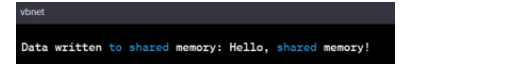 vbnet
Data written to shared memory: Hello, shared memory!